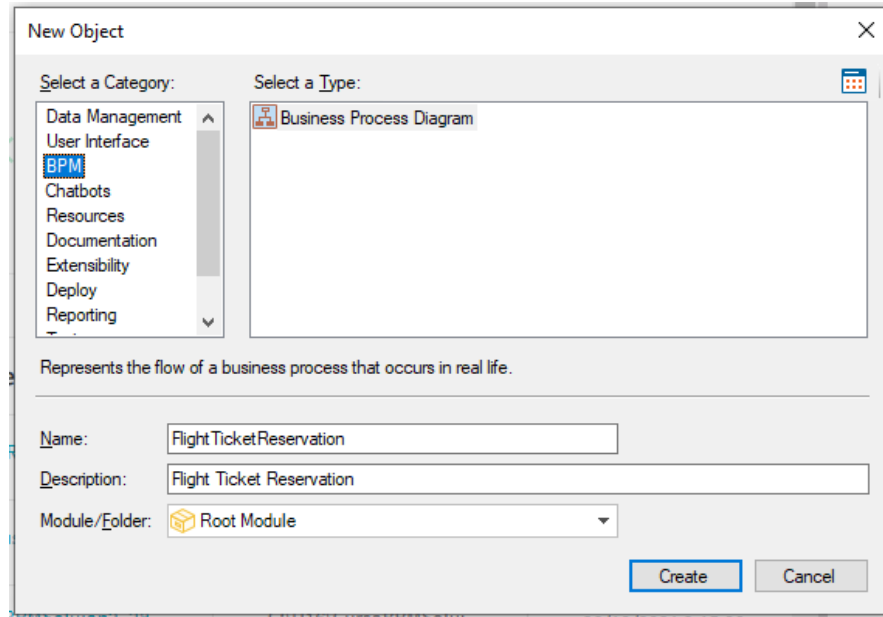 New Object
Select a Category:
Select a Type:
Data Management
User Interface
BPM
Chatbots
Resources
Documentation
Extensibility
Deploy
Reporting
Business Process Diagram
Represents the flow of a business process that occurs in real life.
Name:
FlightTicketReservation
Description:
Flight Ticket Reservation
Module/Folder:
Root Module
Create
Cancel